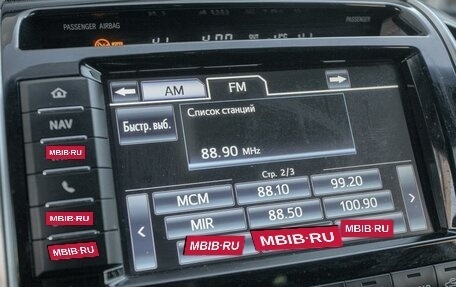 PASSENGER AIRBAG
PASSENGER
AM
FM
NAV
Быстр. выб.
Список станций
88.90 MHz
Стр. 2/3
MCM
88.10
99.20
MIR
88.50
100.90
MBIB·RU
MBIB·RU
MBIB·RU
MBIB·RU
MBIB·RU
MBIB·RU